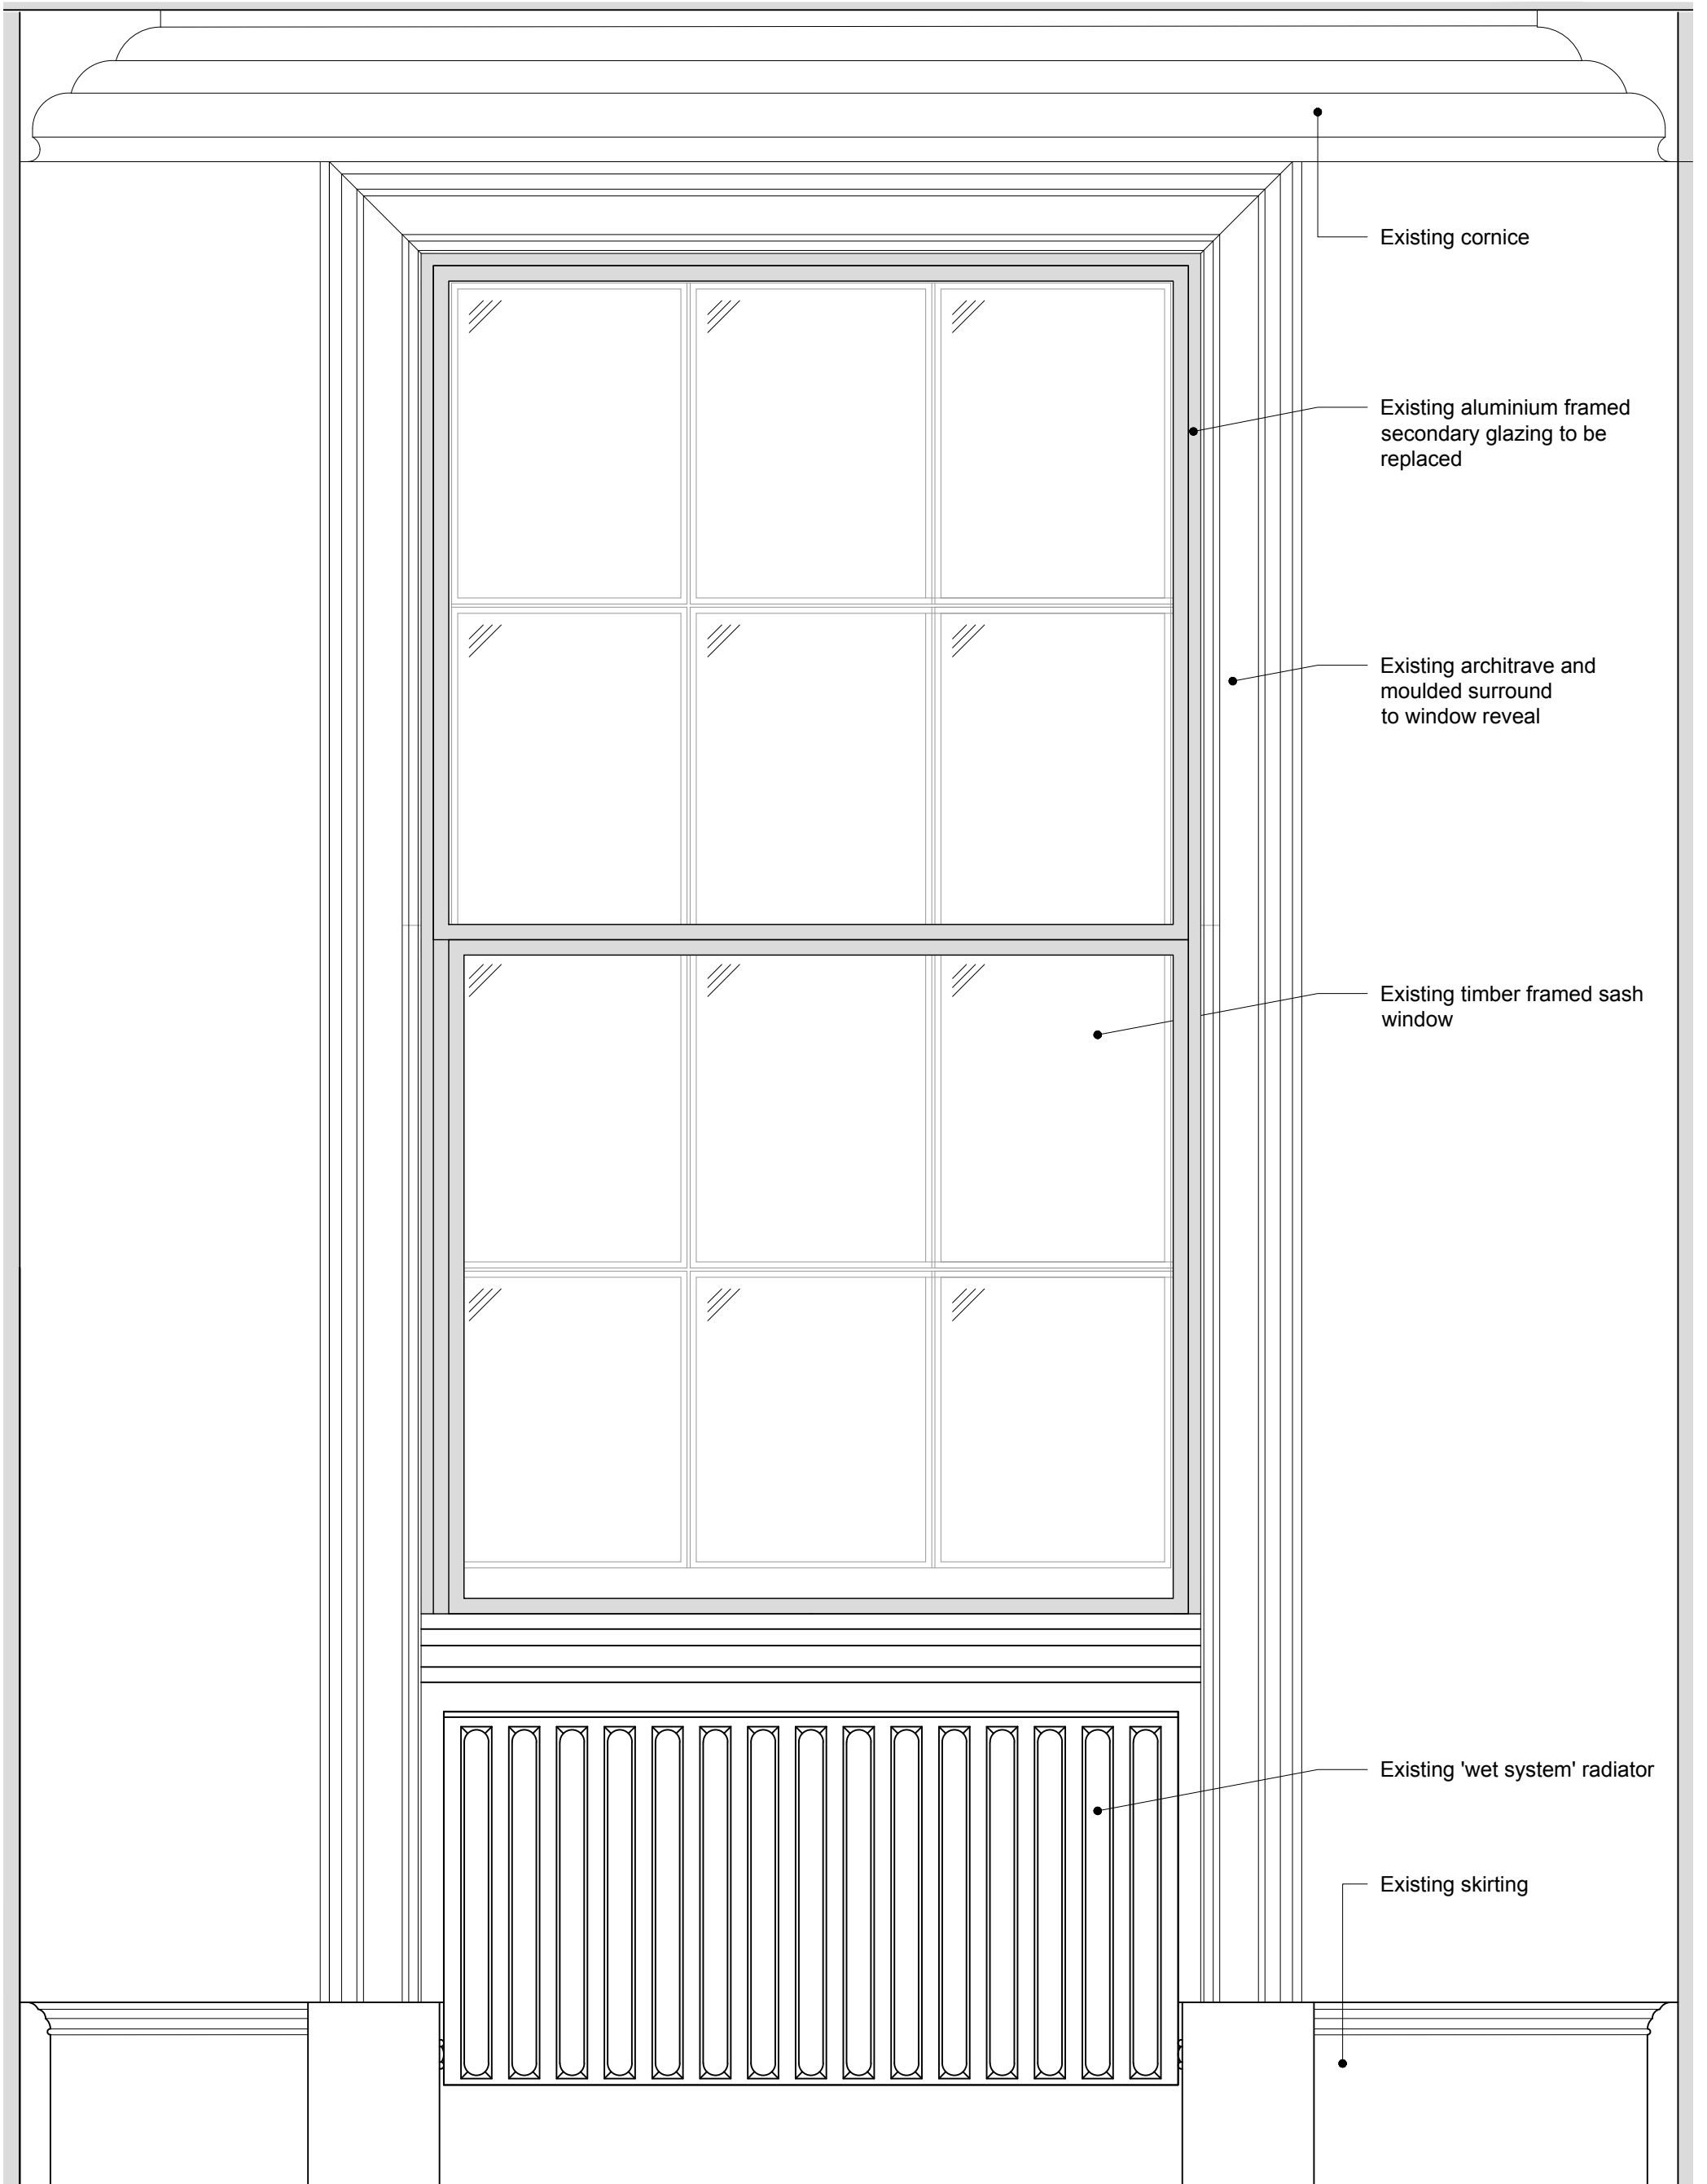 Existing cornice
Existing aluminium framed
secondary glazing to be
replaced
Existing architrave and
moulded surround
to window reveal
Existing timber framed sash
window
Existing 'wet system' radiator
Existing skirting